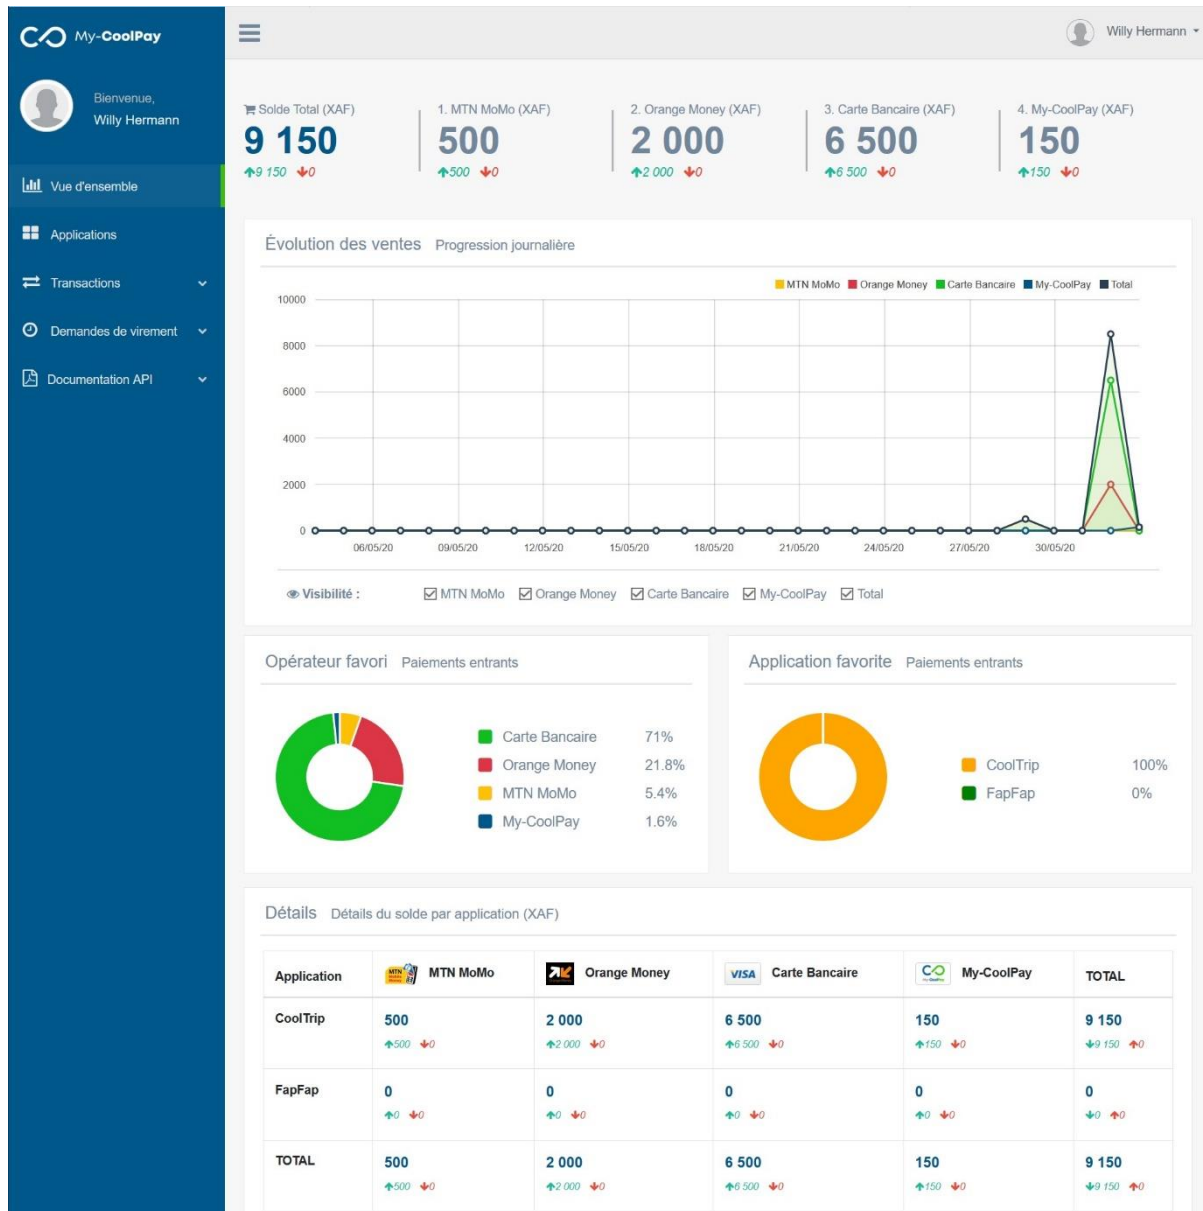 My-CoolPay
Willy Hermann
Bienvenue,
Willy Hermann
Vue d'ensemble
Applications
Transactions
Demandes de virement
Documentation API
Solde Total (XAF)
9 150
9 150 0
1. MTN MoMo (XAF)
500
500 0
2. Orange Money (XAF)
2 000
2 000 0
3. Carte Bancaire (XAF)
6 500
6 500 0
4. My-CoolPay (XAF)
150
150 0
Évolution des ventes Progression journalière
MTN MoMo Orange Money Carte Bancaire My-CoolPay Total
10000
8000
6000
4000
2000
0
06/05/20 09/05/20 12/05/20 15/05/20 18/05/20 21/05/20 24/05/20 27/05/20 30/05/20
Visibilité : MTN MoMo Orange Money Carte Bancaire My-CoolPay Total
Opérateur favori Paiements entrants
Carte Bancaire 71%
Orange Money 21.8%
MTN MoMo 5.4%
My-CoolPay 1.6%
Application favorite Paiements entrants
CoolTrip 100%
FapFap 0%
Détails Détails du solde par application (XAF)
Application MTN MoMo Orange Money VISA Carte Bancaire My-CoolPay TOTAL
CoolTrip 500 2 000 6 500 150 9 150
500 0 2 000 0 6 500 0 150 0 9 150 0
FapFap 0 0 0 0 0
0 0 0 0 0 0 0 0 0 0
TOTAL 500 2 000 6 500 150 9 150
500 0 2 000 0 6 500 0 150 0 9 150 0